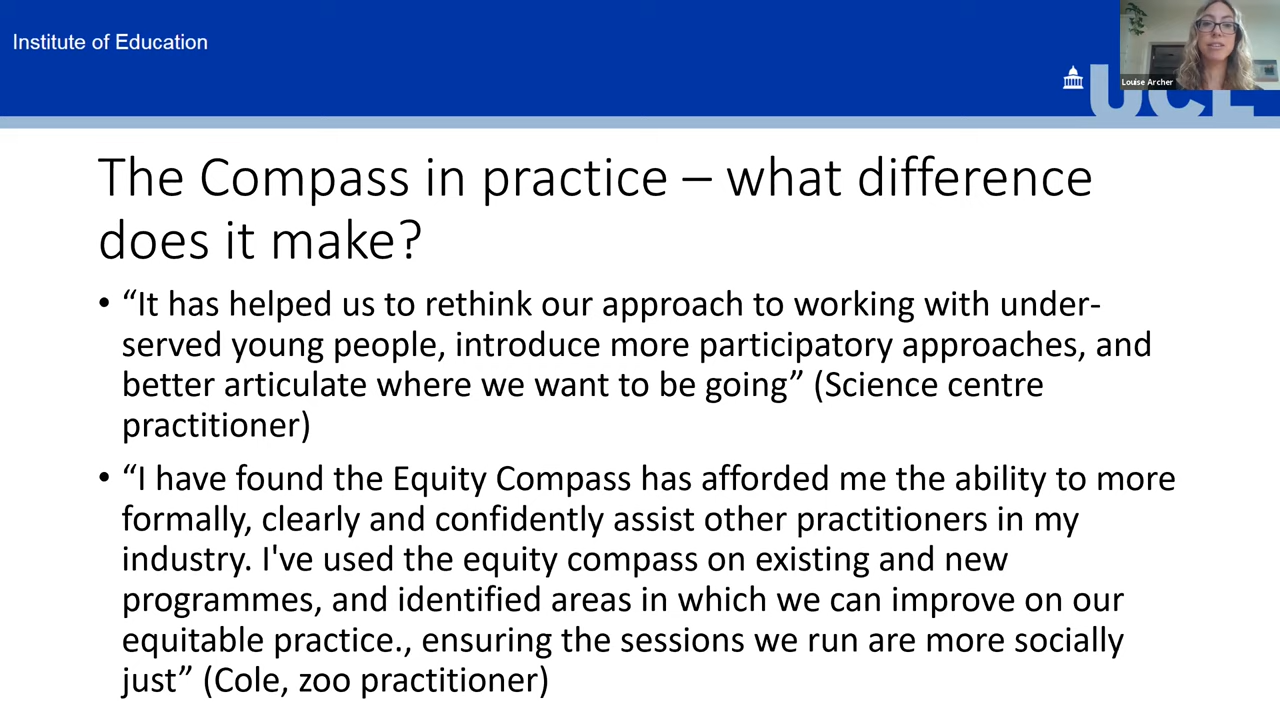 Institute of Education
Louise Archer
UCL
The Compass in practice – what difference
does it make?
• “It has helped us to rethink our approach to working with under-
served young people, introduce more participatory approaches, and
better articulate where we want to be going” (Science centre
practitioner)
• “I have found the Equity Compass has afforded me the ability to more
formally, clearly and confidently assist other practitioners in my
industry. I've used the equity compass on existing and new
programmes, and identified areas in which we can improve on our
equitable practice., ensuring the sessions we run are more socially
just” (Cole, zoo practitioner)